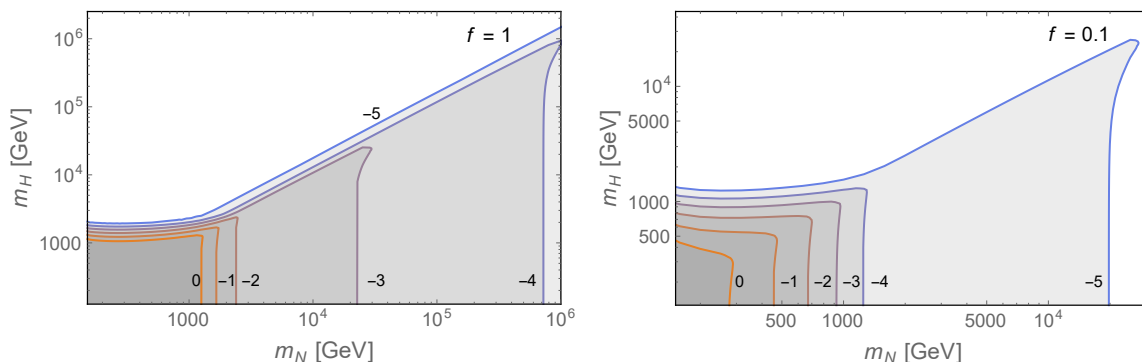 f = 1
10^6
10^5
10^4
1000
m_H [GeV]
-5
0 -1 -2 -3 -4
1000 10^4 10^5 10^6
m_N [GeV]
f = 0.1
10^4
5000
1000
500
m_H [GeV]
0 -1 -2 -3 -4 -5
500 1000 5000 10^4
m_N [GeV]